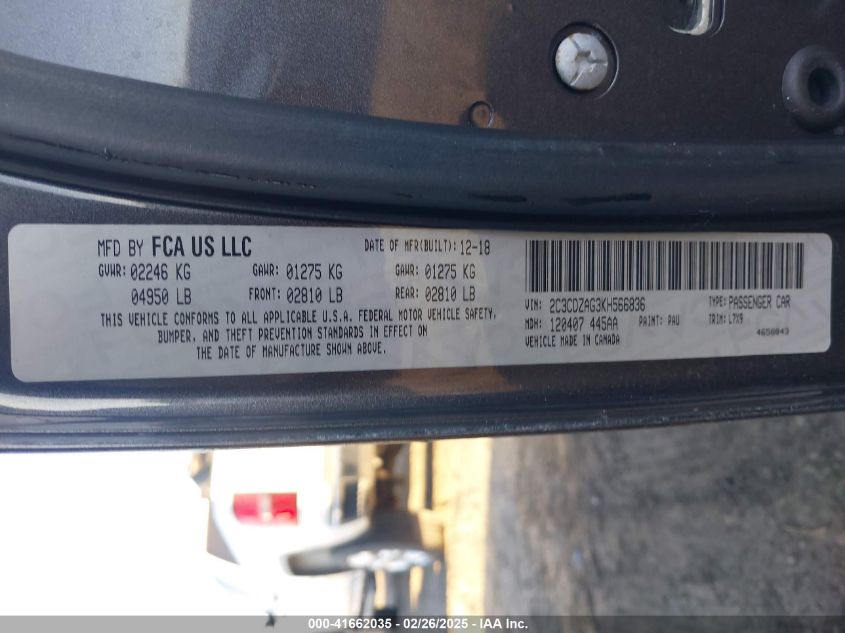 MFD BY FCA US LLC DATE OF MFR(BUILT): 12-18
GVWR: 02246 KG GAWR: 01275 KG GAWR: 01275 KG
04950 LB FRONT: 02810 LB REAR: 02810 LB
THIS VEHICLE CONFORMS TO ALL APPLICABLE U.S.A. FEDERAL MOTOR VEHICLE SAFETY,
BUMPER, AND THEFT PREVENTION STANDARDS IN EFFECT ON
THE DATE OF MANUFACTURE SHOWN ABOVE.
VIN: 2C3CDZAG3KH566836 TYPE: PASSENGER CAR
MDH: 120407 445AA PAINT: PAU TRIM: L7X9
VEHICLE MADE IN CANADA 4658043
000-41662035 - 02/26/2025 - IAA Inc.